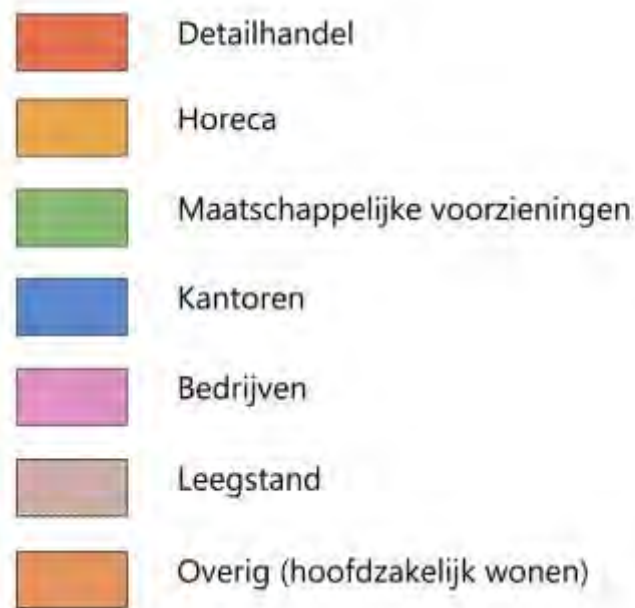 Detailhandel
Horeca
Maatschappelijke voorzieningen
Kantoren
Bedrijven
Leegstand
Overig (hoofdzakelijk wonen)